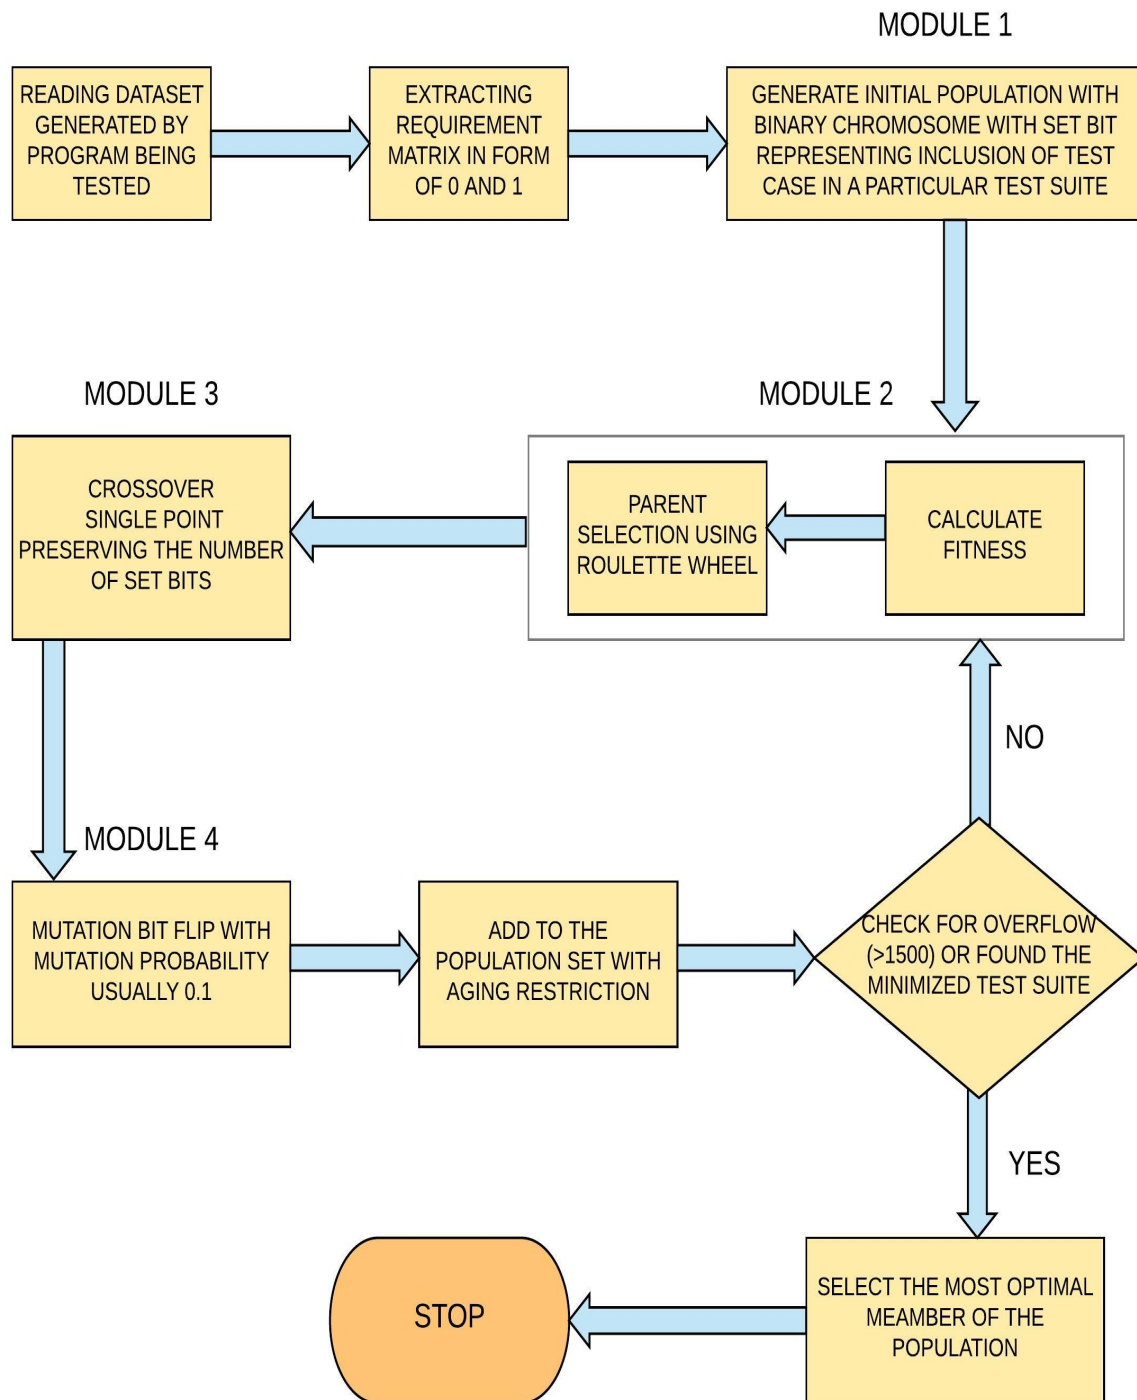 MODULE 1
READING DATASET
GENERATED BY
PROGRAM BEING
TESTED
EXTRACTING
REQUIREMENT
MATRIX IN FORM
OF 0 AND 1
GENERATE INITIAL POPULATION WITH
BINARY CHROMOSOME WITH SET BIT
REPRESENTING INCLUSION OF TEST
CASE IN A PARTICULAR TEST SUITE
MODULE 2
CALCULATE
FITNESS
PARENT
SELECTION USING
ROULETTE WHEEL
MODULE 3
CROSSOVER
SINGLE POINT
PRESERVING THE NUMBER
OF SET BITS
MODULE 4
MUTATION BIT FLIP WITH
MUTATION PROBABILITY
USUALLY 0.1
ADD TO THE
POPULATION SET WITH
AGING RESTRICTION
CHECK FOR OVERFLOW
(>1500) OR FOUND THE
MINIMIZED TEST SUITE
NO
YES
SELECT THE MOST OPTIMAL
MEAMBER OF THE
POPULATION
STOP